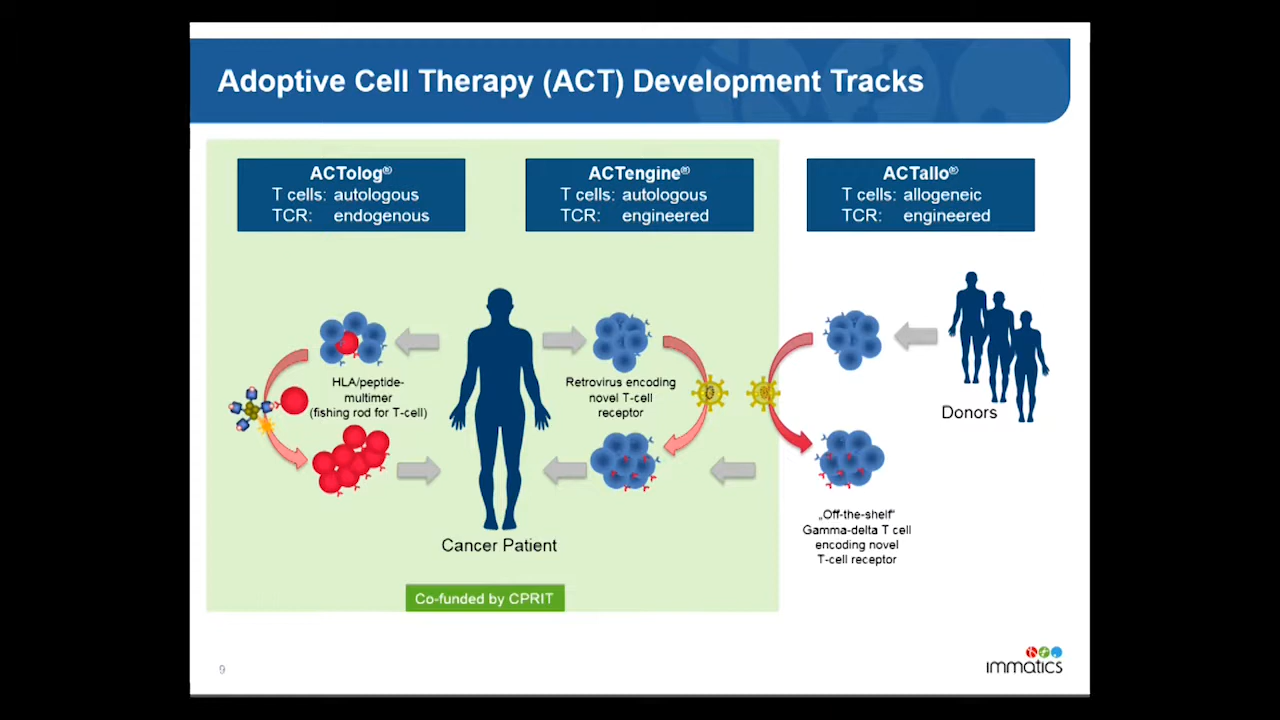 Adoptive Cell Therapy (ACT) Development Tracks
ACTolog®
T cells: autologous
TCR: endogenous
ACTengine®
T cells: autologous
TCR: engineered
ACTallo®
T cells: allogeneic
TCR: engineered
HLA/peptide-
multimer
(fishing rod for T-cell)
Retrovirus encoding
novel T-cell
receptor
Donors
Cancer Patient
„Off-the-shelf“
Gamma-delta T cell
encoding novel
T-cell receptor
Co-funded by CPRIT
9
immatics